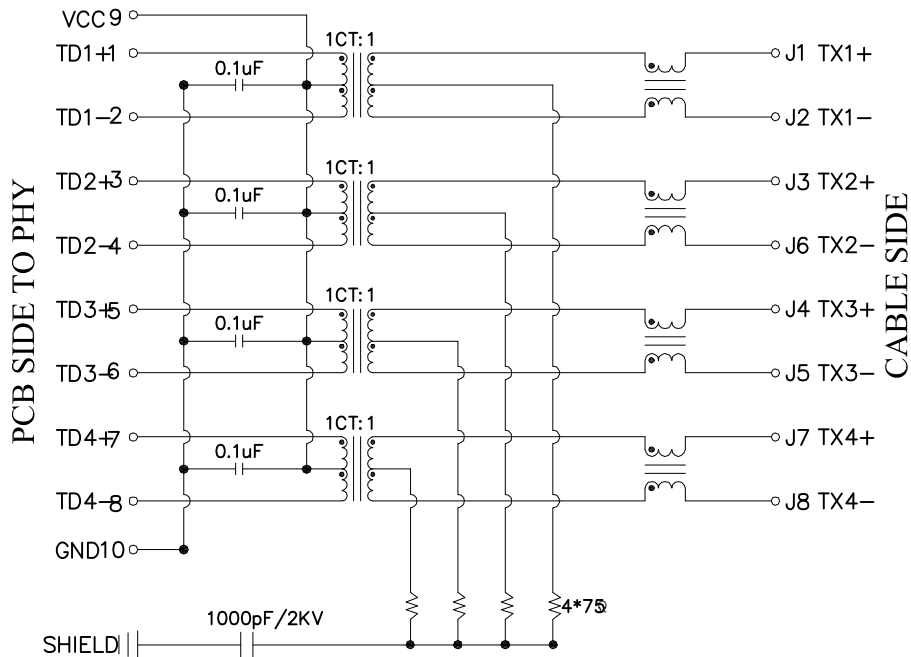 VCC9
TD1+1
1CT:1
J1 TX1+
0.1uF
TD1-2
J2 TX1-
TD2+3
1CT:1
J3 TX2+
0.1uF
TD2-4
J6 TX2-
TD3+5
1CT:1
J4 TX3+
0.1uF
TD3-6
J5 TX3-
TD4+7
1CT:1
J7 TX4+
0.1uF
TD4-8
J8 TX4-
GND10
4*75Ω
1000pF/2KV
SHIELD
PCB SIDE TO PHY
CABLE SIDE